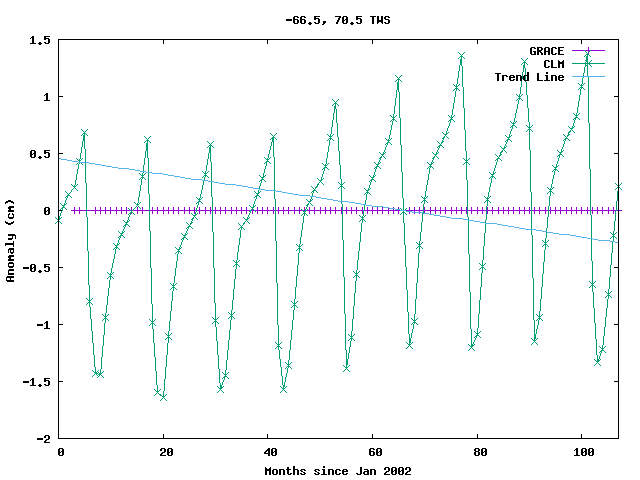 -66.5, 70.5 TWS
GRACE
CLM
Trend Line
1.5
1
0.5
0
-0.5
-1
-1.5
-2
Anomaly (cm)
0 20 40 60 80 100
Months since Jan 2002